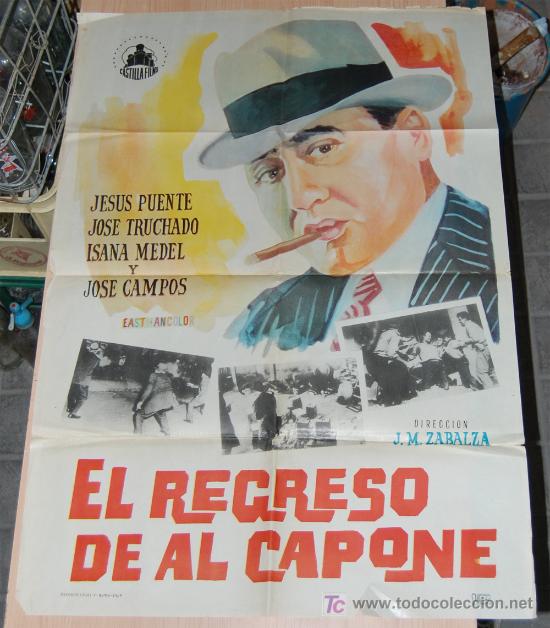 CASTILLA FILMS
JESUS PUENTE
JOSE TRUCHADO
ISANA MEDEL
Y
JOSE CAMPOS
EASTMANCOLOR
DIRECCION
J. M. ZABALZA
EL REGRESO
DE AL CAPONE
TC
www.todocoleccion.net